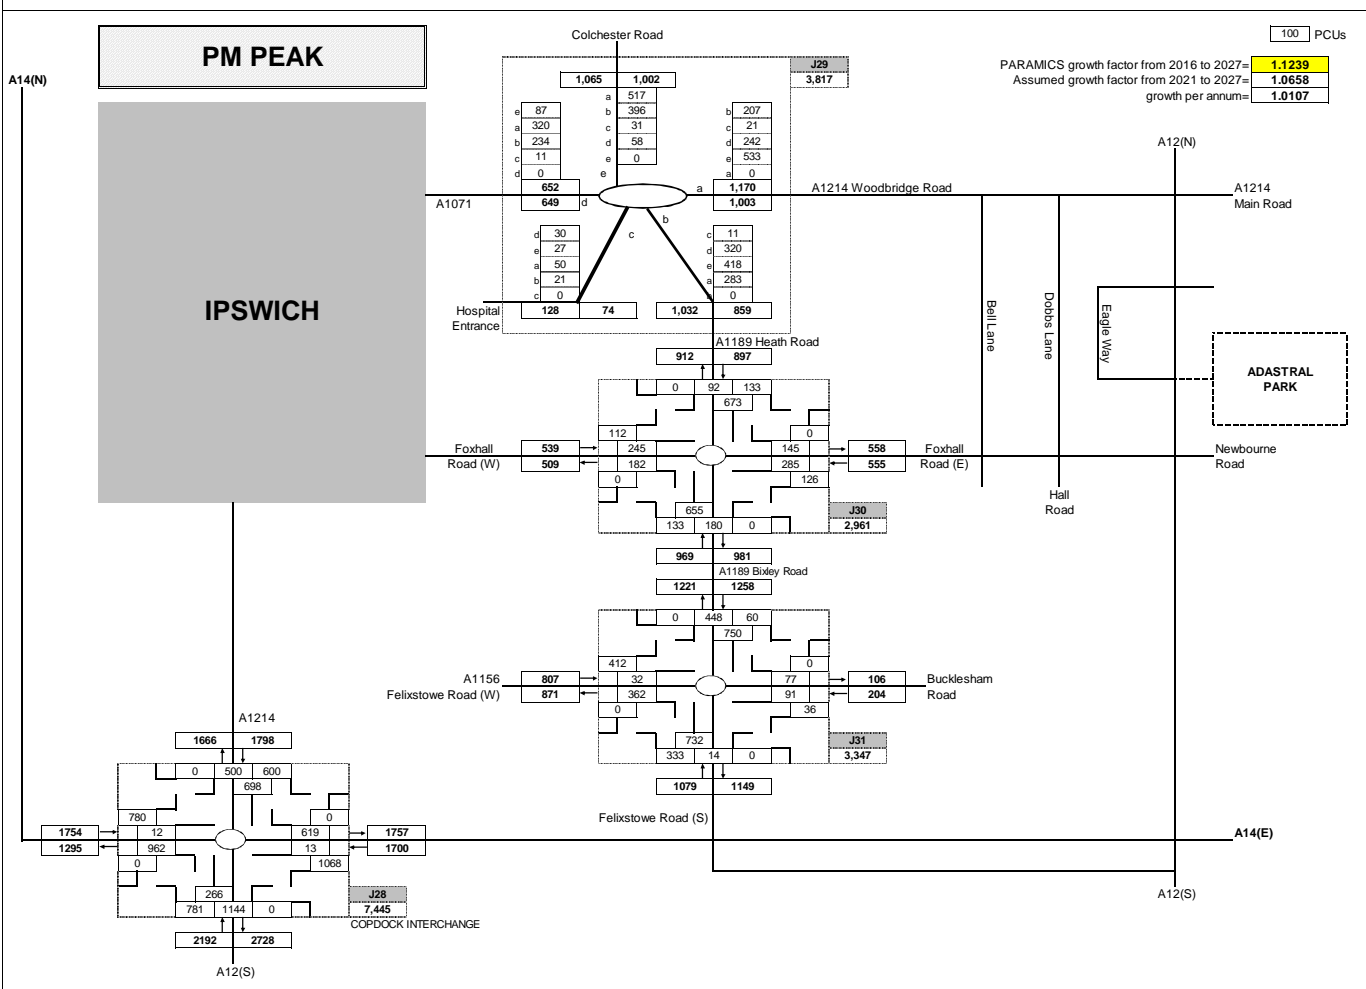 Colchester Road
100 PCUs
PM PEAK
J29
3,817
PARAMICS growth factor from 2016 to 2027= 1.1239
Assumed growth factor from 2021 to 2027= 1.0658
growth per annum= 1.0107
A14(N)
1,065 1,002
a 517
b 396
c 31
d 58
e 0
e
e 87
a 320
b 234
c 11
d 0
652
649
d
A1071
b 207
c 21
d 242
e 533
a 0
1,170
1,003
a
A1214 Woodbridge Road
A12(N)
A1214
Main Road
b
c
d 30
e 27
a 50
b 21
c 0
128 74
Hospital
Entrance
c 11
d 320
e 418
a 283
b 0
1,032 859
IPSWICH
Bell Lane
Dobbs Lane
Eagle Way
ADASTRAL
PARK
A1189 Heath Road
912 897
0 92 133
673
112 0
Foxhall
Road (W)
539 245 145 558
509 182 285 555
Foxhall
Road (E)
Newbourne
Road
0 126
655
133 180 0
J30
2,961
Hall
Road
969 981
A1189 Bixley Road
1221 1258
0 448 60
750
412 0
A1156
Felixstowe Road (W)
807 32 77 106
871 362 91 204
Bucklesham
Road
0 36
732
333 14 0
J31
3,347
1079 1149
Felixstowe Road (S)
A1214
1666 1798
0 500 600
698
780 0
1754 12 619 1757
1295 962 13 1700
A14(E)
0 1068
266
781 1144 0
J28
7,445
COPDOCK INTERCHANGE
2192 2728
A12(S)
A12(S)